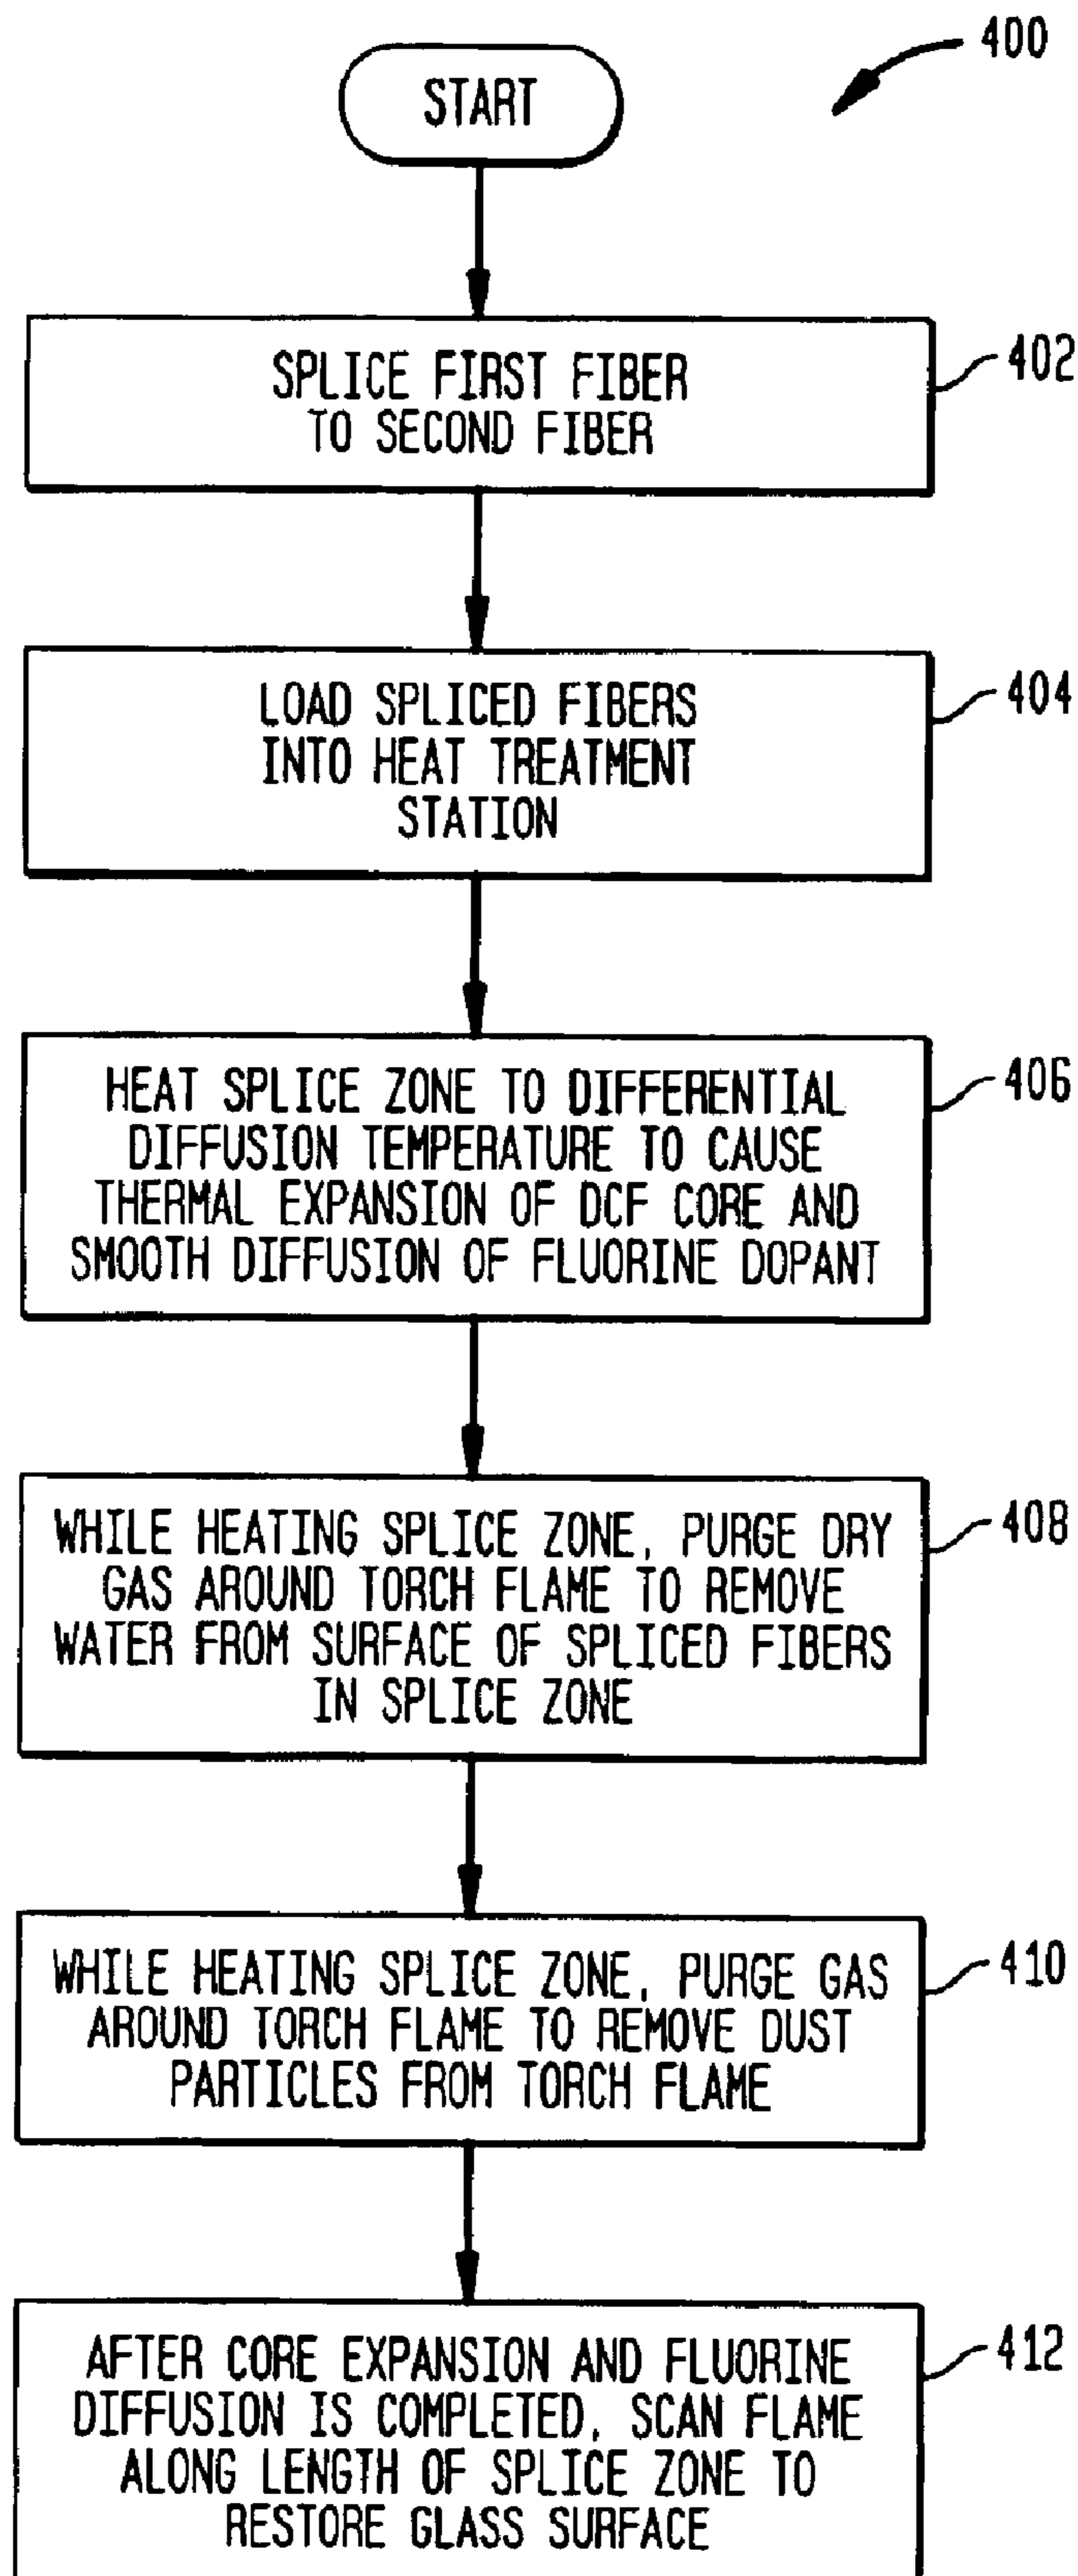 400
START
SPLICE FIRST FIBER
TO SECOND FIBER
402
LOAD SPLICED FIBERS
INTO HEAT TREATMENT
STATION
404
HEAT SPLICE ZONE TO DIFFERENTIAL
DIFFUSION TEMPERATURE TO CAUSE
THERMAL EXPANSION OF DCF CORE AND
SMOOTH DIFFUSION OF FLUORINE DOPANT
406
WHILE HEATING SPLICE ZONE, PURGE DRY
GAS AROUND TORCH FLAME TO REMOVE
WATER FROM SURFACE OF SPLICED FIBERS
IN SPLICE ZONE
408
WHILE HEATING SPLICE ZONE, PURGE GAS
AROUND TORCH FLAME TO REMOVE DUST
PARTICLES FROM TORCH FLAME
410
AFTER CORE EXPANSION AND FLUORINE
DIFFUSION IS COMPLETED, SCAN FLAME
ALONG LENGTH OF SPLICE ZONE TO
RESTORE GLASS SURFACE
412